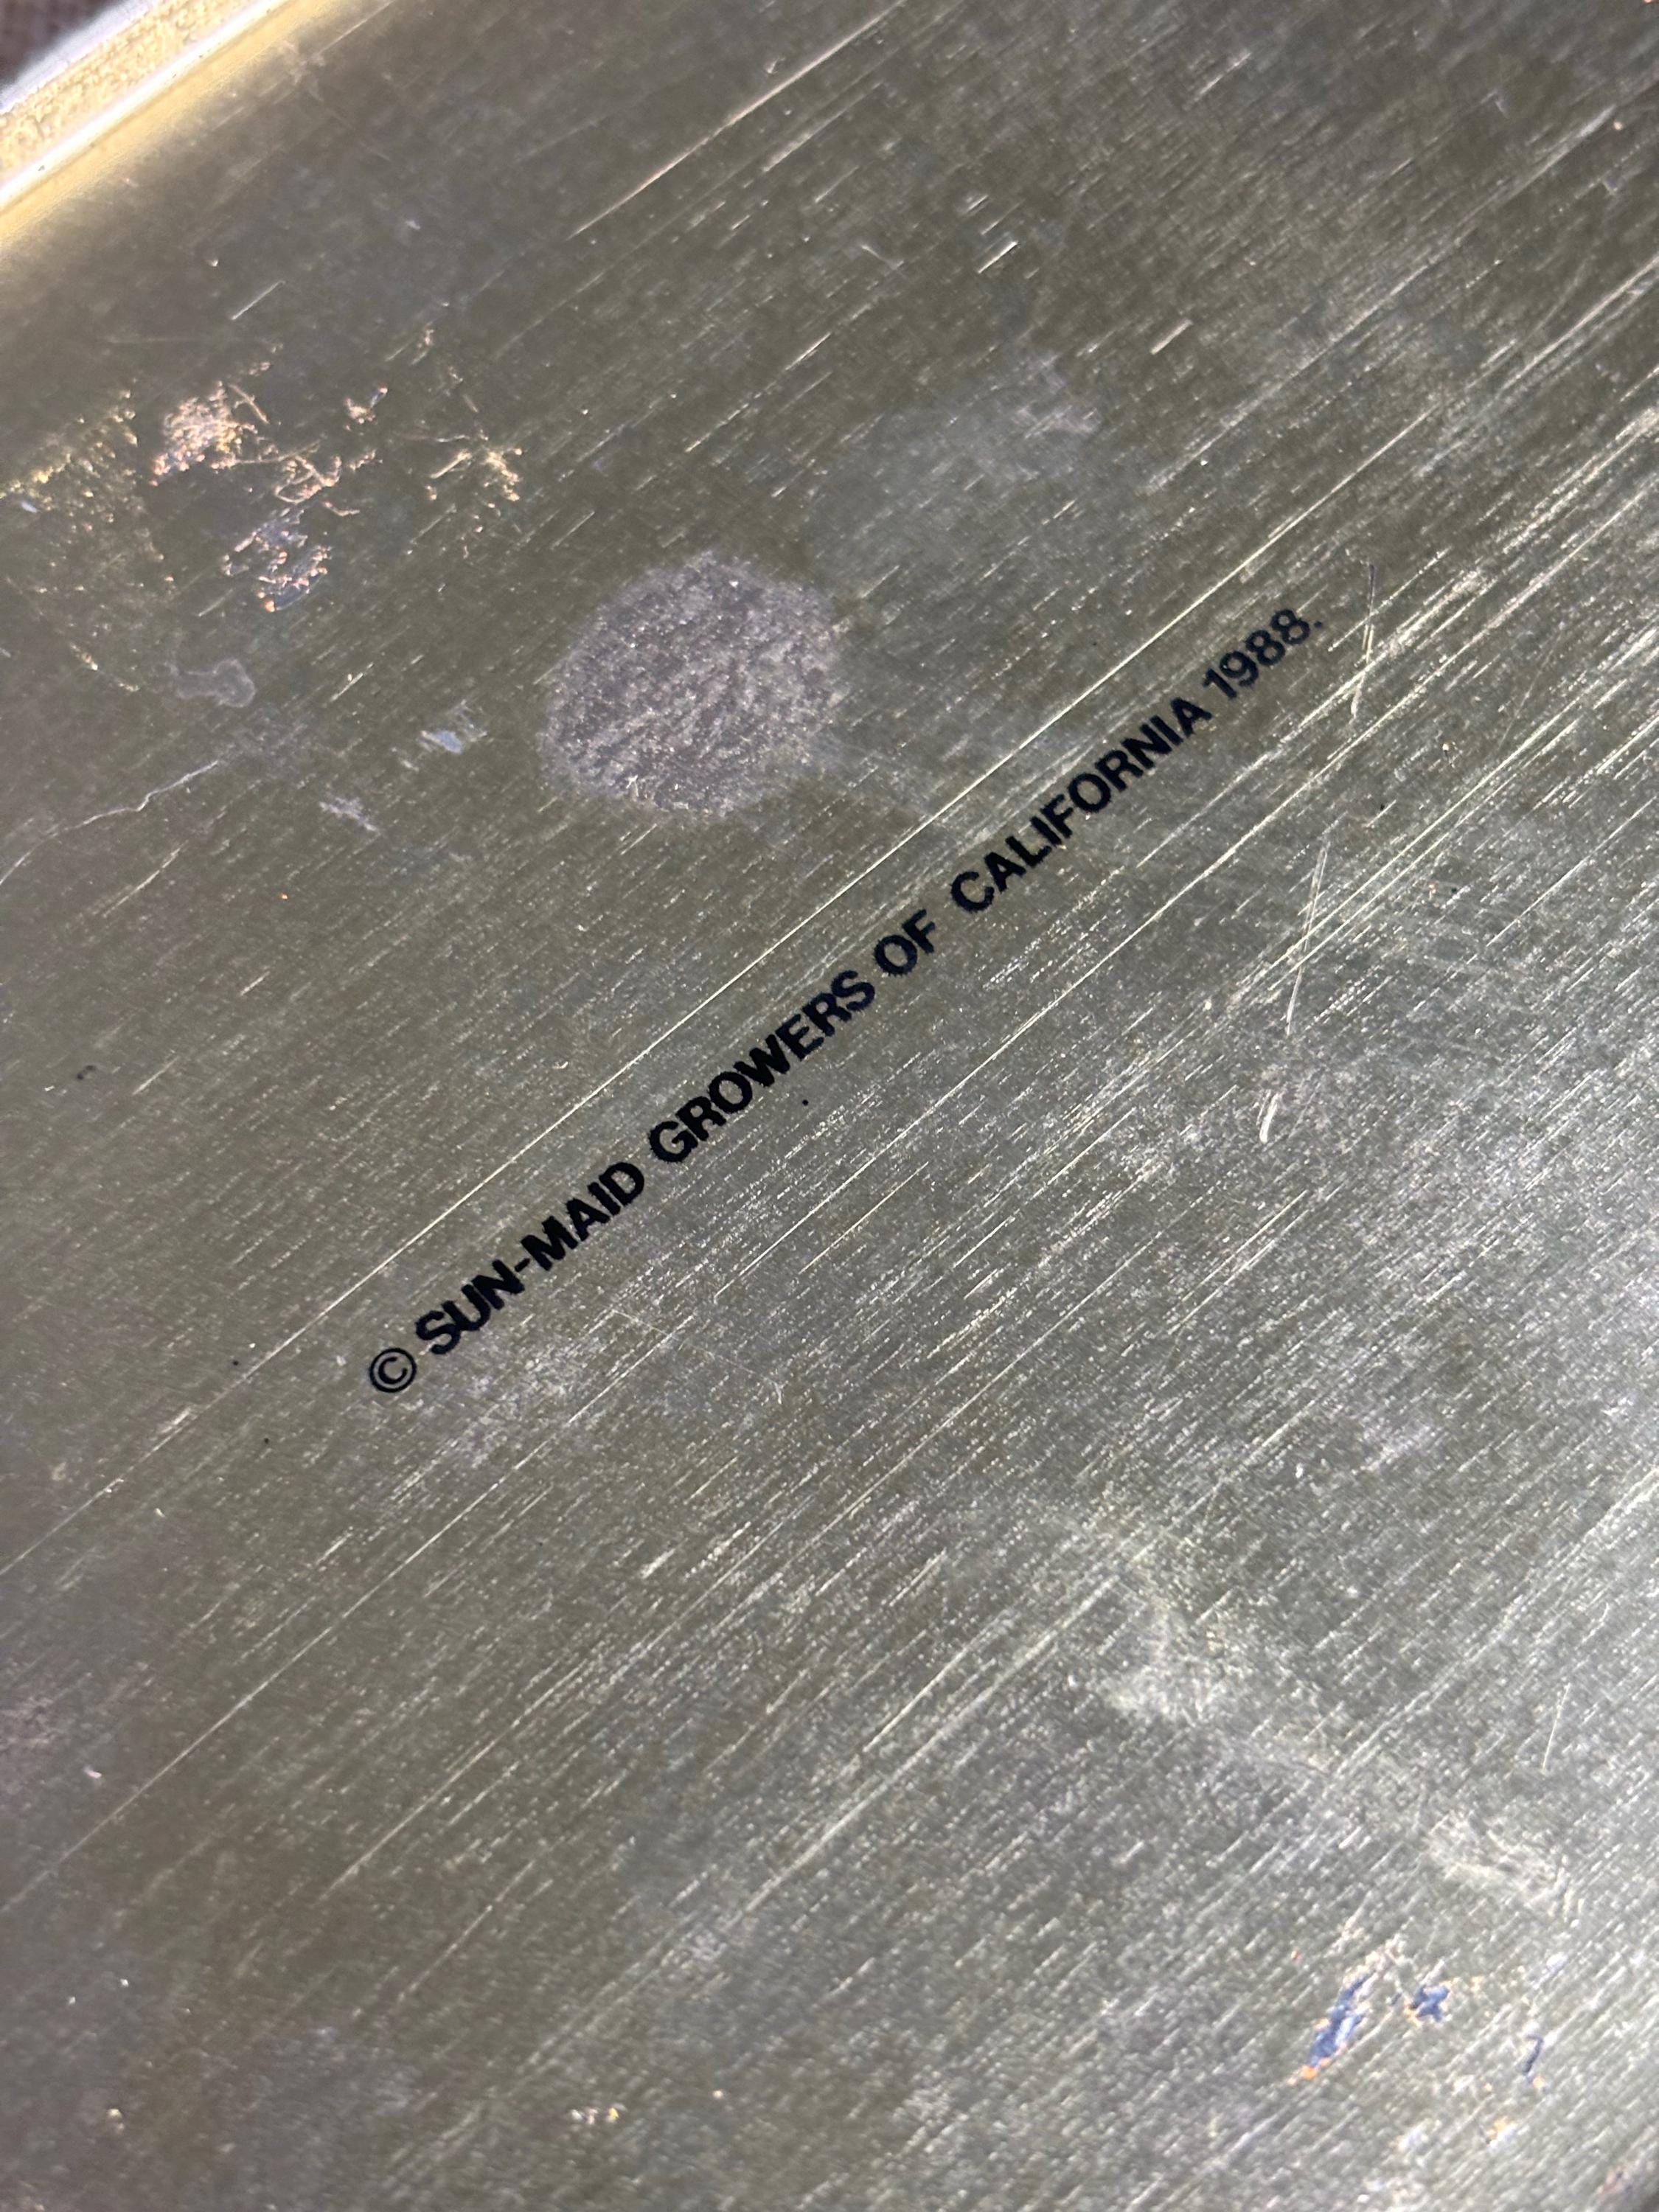 © SUN-MAID GROWERS OF CALIFORNIA 1988.